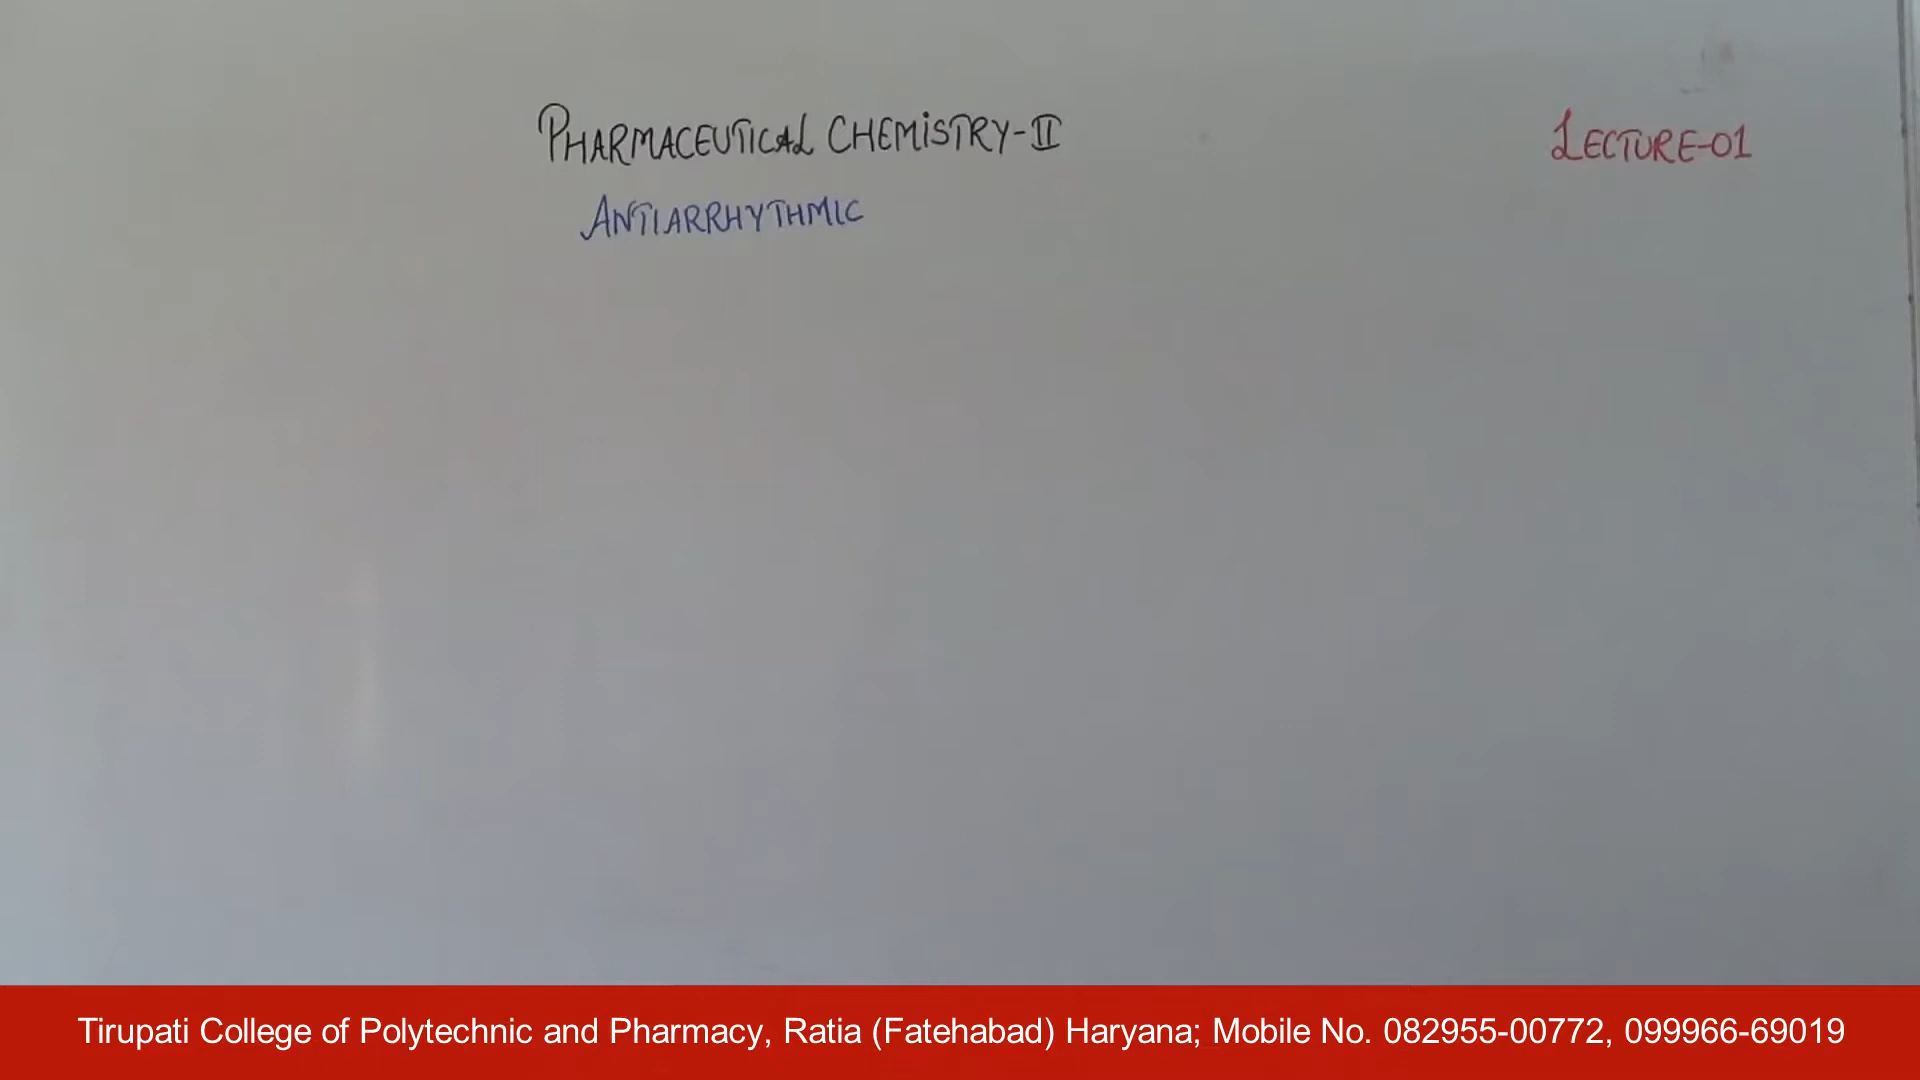 PHARMACEUTICAL CHEMISTRY-II
LECTURE-01
ANTIARRHYTHMIC
Tirupati College of Polytechnic and Pharmacy, Ratia (Fatehabad) Haryana; Mobile No. 082955-00772, 099966-69019